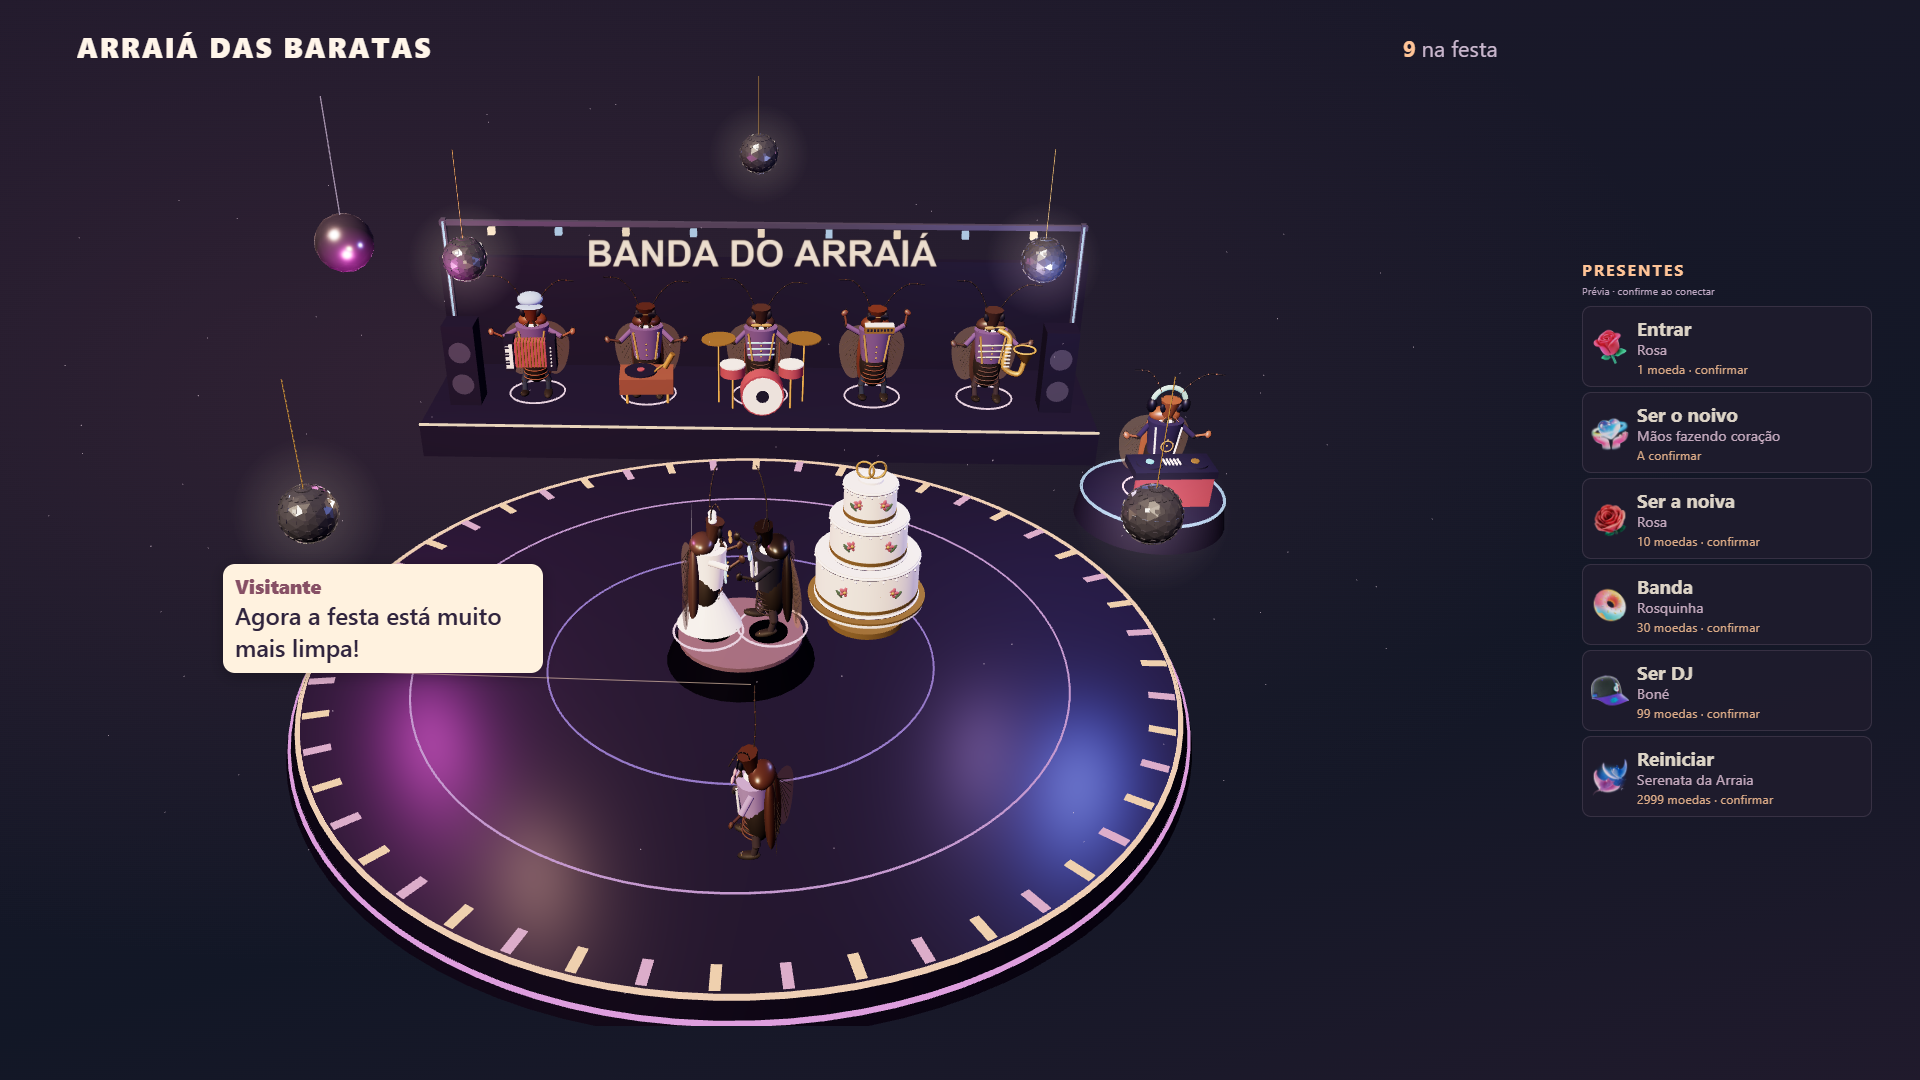 ARRAIÁ DAS BARATAS
9 na festa
BANDA DO ARRAIÁ
Visitante
Agora a festa está muito
mais limpa!
PRESENTES
Prévia · confirme ao conectar
Entrar
Rosa
1 moeda · confirmar
Ser o noivo
Mãos fazendo coração
A confirmar
Ser a noiva
Rosa
10 moedas · confirmar
Banda
Rosquinha
30 moedas · confirmar
Ser DJ
Boné
99 moedas · confirmar
Reiniciar
Serenata da Arraia
2999 moedas · confirmar